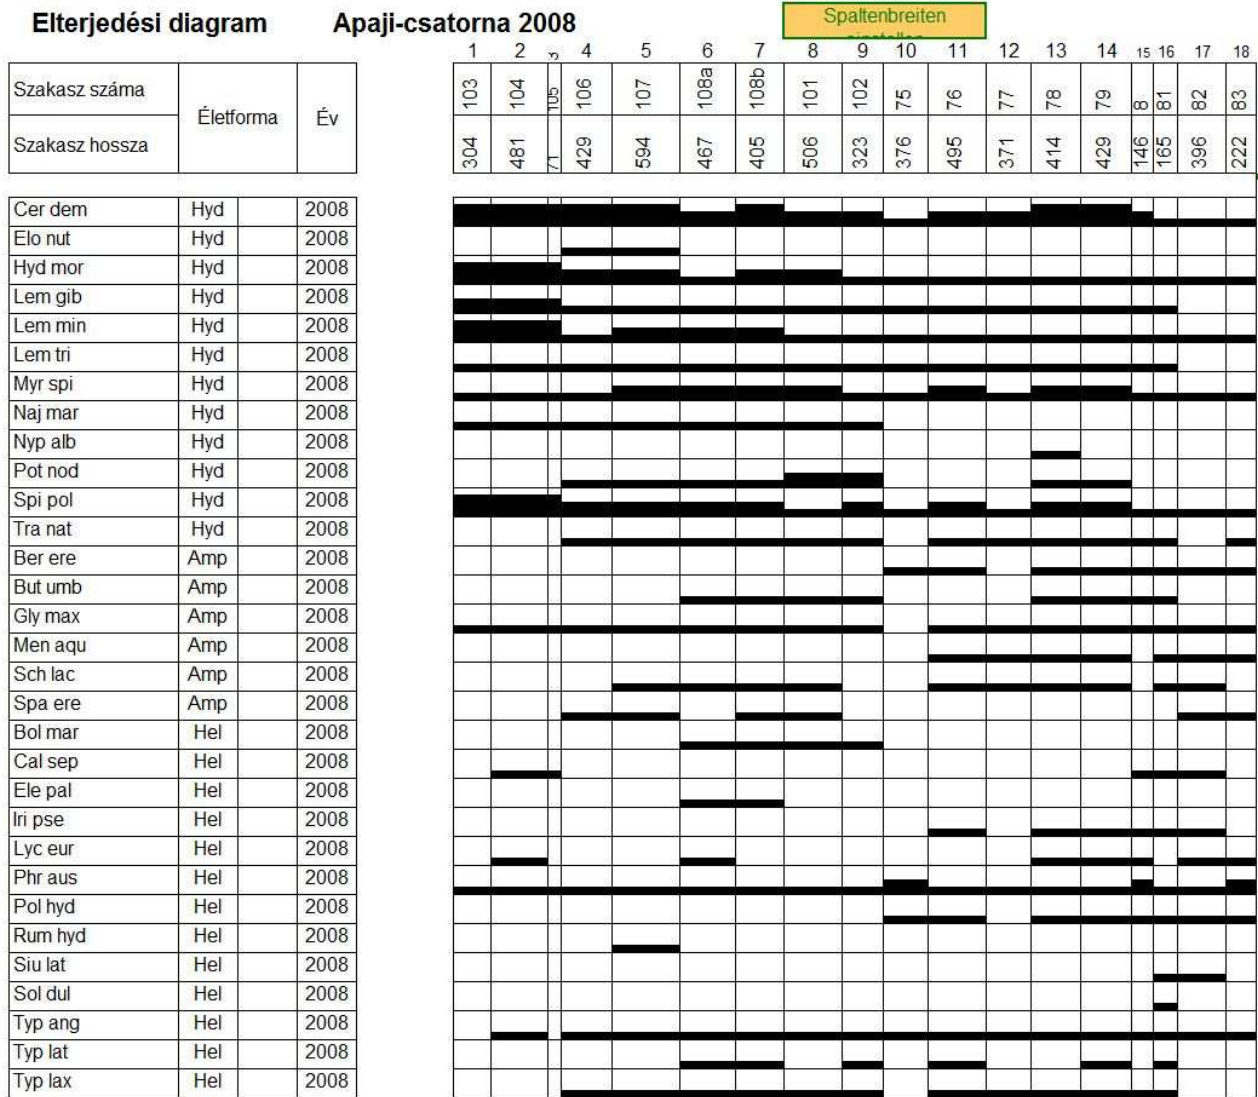 Elterjedési diagram Apaji-csatorna 2008 Spaltenbreiten
1 2 3 4 5 6 7 8 9 10 11 12 13 14 15 16 17 18
Szakasz száma Életforma Év 103 104 105 106 107 108a 108b 101 102 75 76 77 78 79 8 81 82 83
Szakasz hossza 304 481 71 429 594 467 405 506 323 376 495 371 414 429 146 165 396 222
Cer dem Hyd 2008
Elo nut Hyd 2008
Hyd mor Hyd 2008
Lem gib Hyd 2008
Lem min Hyd 2008
Lem tri Hyd 2008
Myr spi Hyd 2008
Naj mar Hyd 2008
Nyp alb Hyd 2008
Pot nod Hyd 2008
Spi pol Hyd 2008
Tra nat Hyd 2008
Ber ere Amp 2008
But umb Amp 2008
Gly max Amp 2008
Men aqu Amp 2008
Sch lac Amp 2008
Spa ere Amp 2008
Bol mar Hel 2008
Cal sep Hel 2008
Ele pal Hel 2008
Iri pse Hel 2008
Lyc eur Hel 2008
Phr aus Hel 2008
Pol hyd Hel 2008
Rum hyd Hel 2008
Siu lat Hel 2008
Sol dul Hel 2008
Typ ang Hel 2008
Typ lat Hel 2008
Typ lax Hel 2008